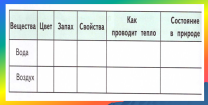 Вещества Цвет Запах Свойства Как проводит тепло Состояние в природе
Вода
Воздух